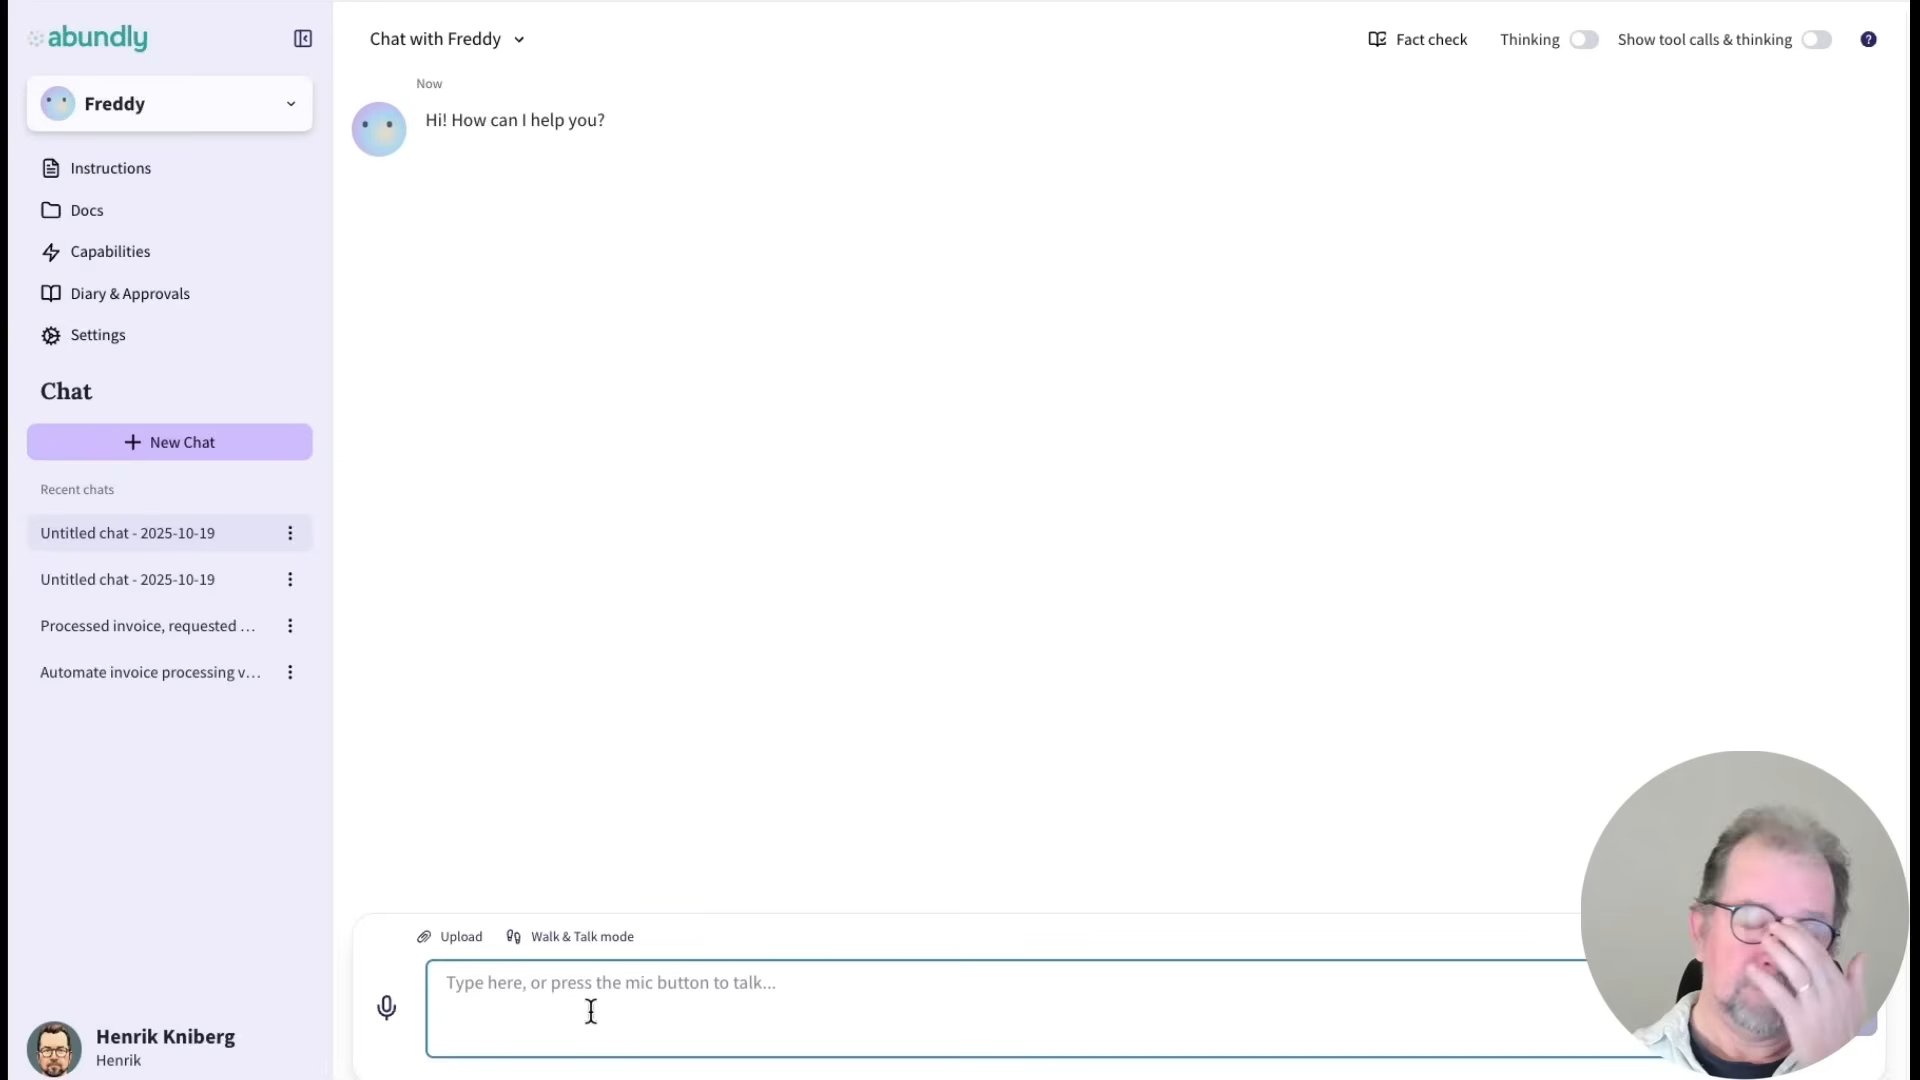 abundly
Freddy
Instructions
Docs
Capabilities
Diary & Approvals
Settings
Chat
New Chat
Recent chats
Untitled chat - 2025-10-19
Untitled chat - 2025-10-19
Processed invoice, requested ...
Automate invoice processing v...
Henrik Kniberg
Henrik
Chat with Freddy
Fact check
Thinking
Show tool calls & thinking
?
Now
Hi! How can I help you?
Upload
Walk & Talk mode
Type here, or press the mic button to talk...